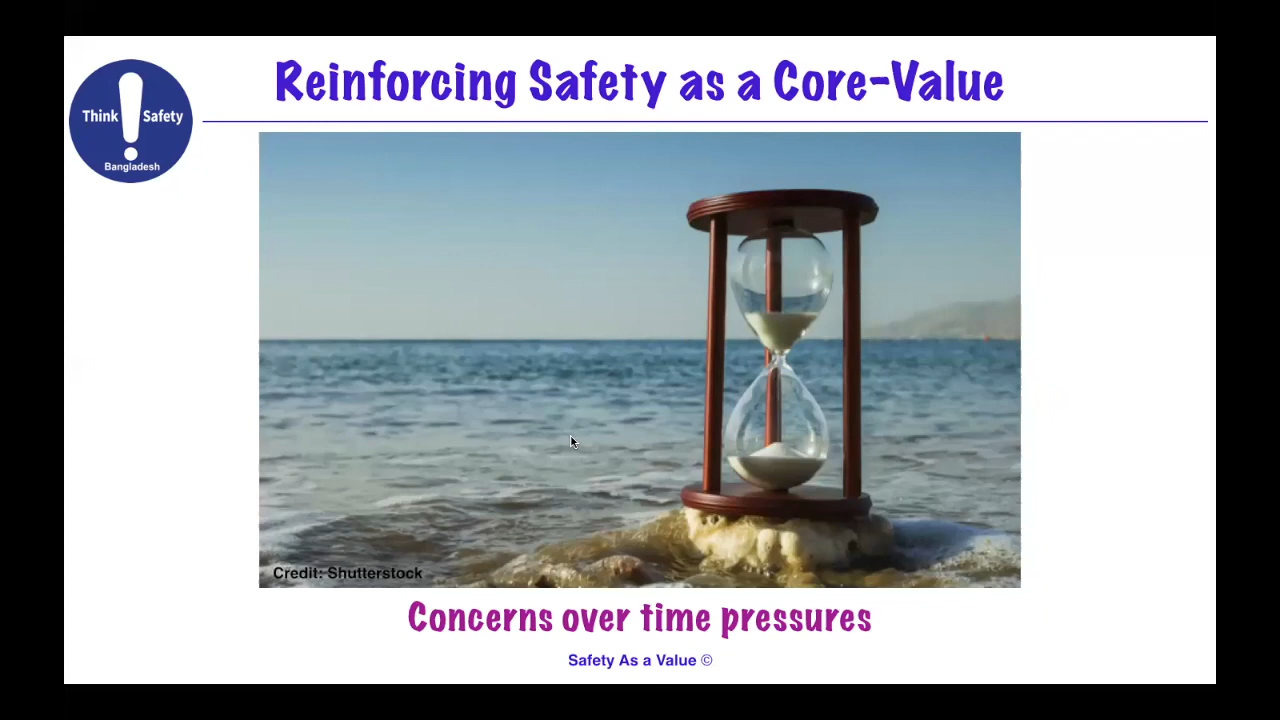 Reinforcing Safety as a Core-Value
Think Safety
Bangladesh
Credit: Shutterstock
Concerns over time pressures
Safety As a Value ©